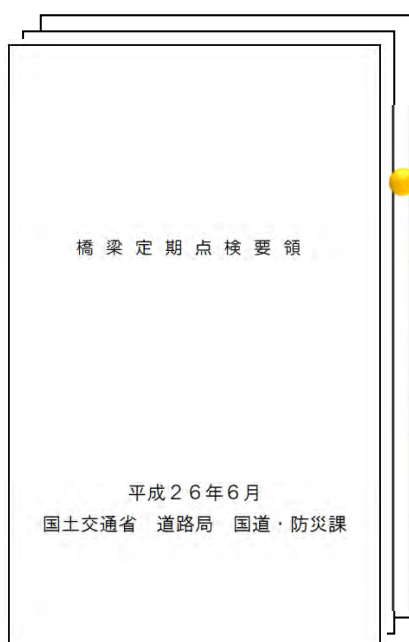 橋梁定期点検要領
平成２６年６月
国土交通省　道路局　国道・防災課